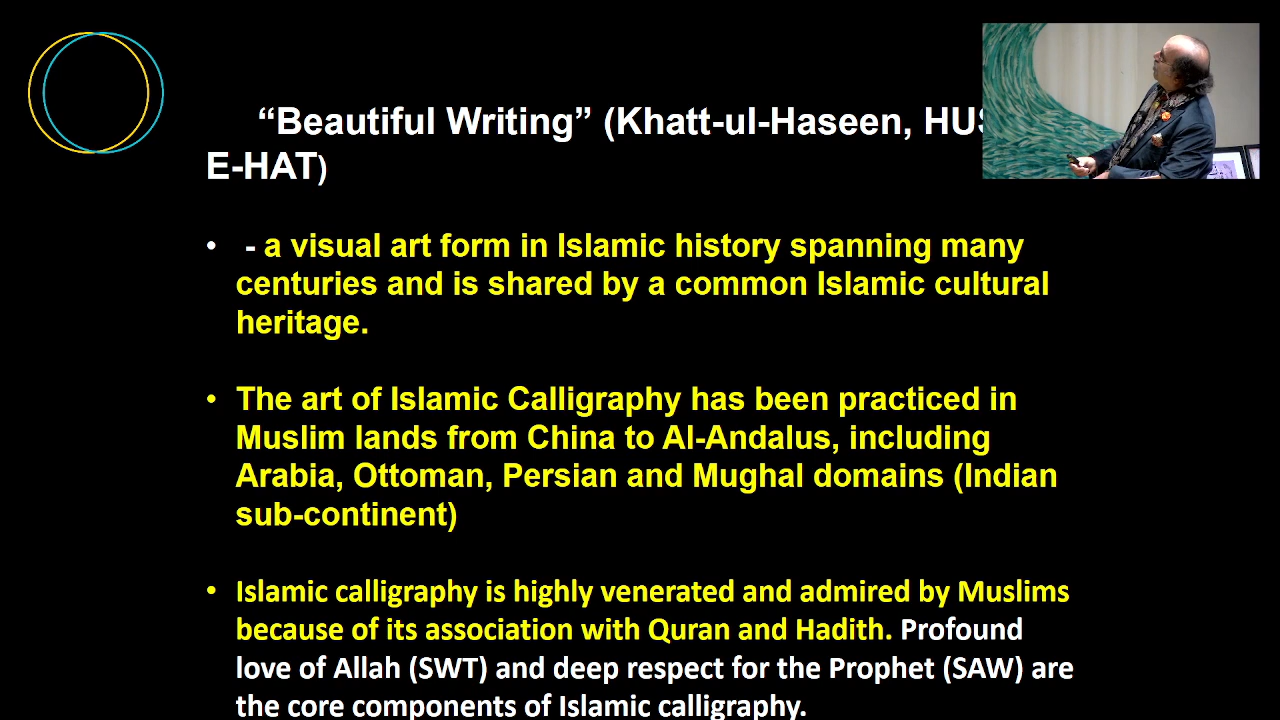 “Beautiful Writing” (Khatt-ul-Haseen,
E-HAT)
• - a visual art form in Islamic history spanning many
centuries and is shared by a common Islamic cultural
heritage.
• The art of Islamic Calligraphy has been practiced in
Muslim lands from China to Al-Andalus, including
Arabia, Ottoman, Persian and Mughal domains (Indian
sub-continent)
• Islamic calligraphy is highly venerated and admired by Muslims
because of its association with Quran and Hadith. Profound
love of Allah (SWT) and deep respect for the Prophet (SAW) are
the core components of Islamic calligraphy.